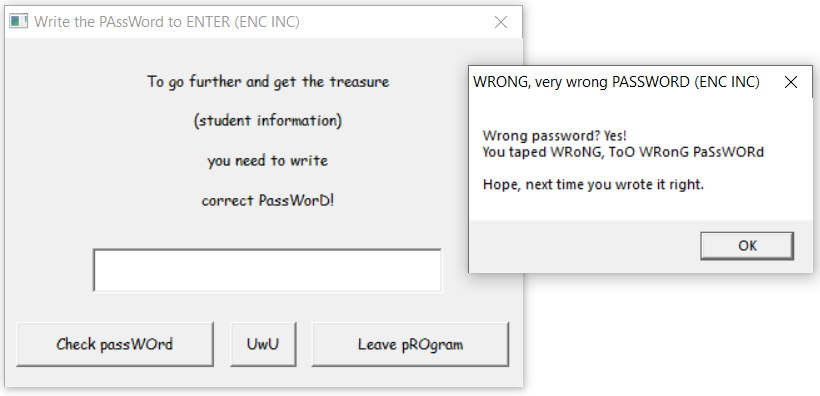 Write the PAssWord to ENTER (ENC INC)
To go further and get the treasure
(student information)
you need to write
correct PassWorD!
Check passWOrd
UwU
Leave pROgram
WRONG, very wrong PASSWORD (ENC INC)
Wrong password? Yes!
You taped WRoNG, ToO WRonG PaSsWORd
Hope, next time you wrote it right.
OK